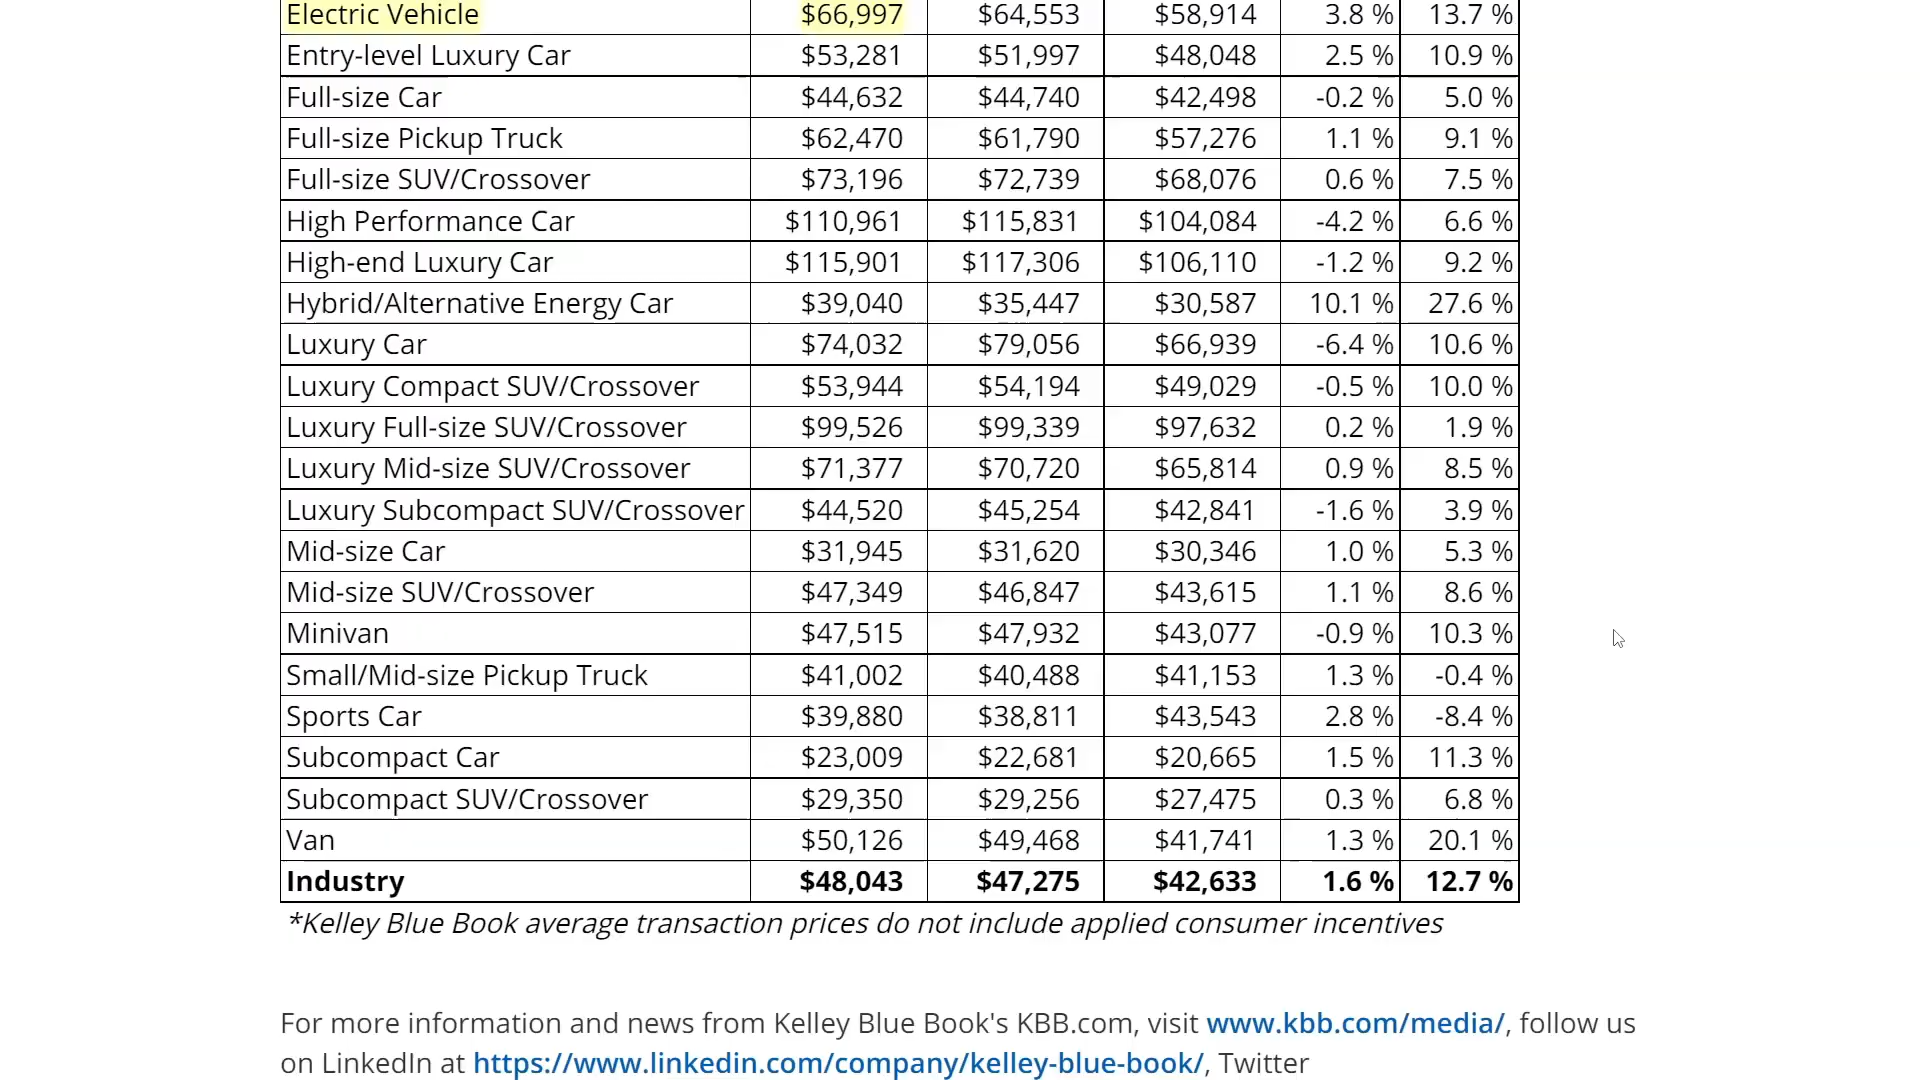 Electric Vehicle $66,997 $64,553 $58,914 3.8 % 13.7 %
Entry-level Luxury Car $53,281 $51,997 $48,048 2.5 % 10.9 %
Full-size Car $44,632 $44,740 $42,498 -0.2 % 5.0 %
Full-size Pickup Truck $62,470 $61,790 $57,276 1.1 % 9.1 %
Full-size SUV/Crossover $73,196 $72,739 $68,076 0.6 % 7.5 %
High Performance Car $110,961 $115,831 $104,084 -4.2 % 6.6 %
High-end Luxury Car $115,901 $117,306 $106,110 -1.2 % 9.2 %
Hybrid/Alternative Energy Car $39,040 $35,447 $30,587 10.1 % 27.6 %
Luxury Car $74,032 $79,056 $66,939 -6.4 % 10.6 %
Luxury Compact SUV/Crossover $53,944 $54,194 $49,029 -0.5 % 10.0 %
Luxury Full-size SUV/Crossover $99,526 $99,339 $97,632 0.2 % 1.9 %
Luxury Mid-size SUV/Crossover $71,377 $70,720 $65,814 0.9 % 8.5 %
Luxury Subcompact SUV/Crossover $44,520 $45,254 $42,841 -1.6 % 3.9 %
Mid-size Car $31,945 $31,620 $30,346 1.0 % 5.3 %
Mid-size SUV/Crossover $47,349 $46,847 $43,615 1.1 % 8.6 %
Minivan $47,515 $47,932 $43,077 -0.9 % 10.3 %
Small/Mid-size Pickup Truck $41,002 $40,488 $41,153 1.3 % -0.4 %
Sports Car $39,880 $38,811 $43,543 2.8 % -8.4 %
Subcompact Car $23,009 $22,681 $20,665 1.5 % 11.3 %
Subcompact SUV/Crossover $29,350 $29,256 $27,475 0.3 % 6.8 %
Van $50,126 $49,468 $41,741 1.3 % 20.1 %
Industry $48,043 $47,275 $42,633 1.6 % 12.7 %
*Kelley Blue Book average transaction prices do not include applied consumer incentives
For more information and news from Kelley Blue Book's KBB.com, visit www.kbb.com/media/, follow us
on LinkedIn at https://www.linkedin.com/company/kelley-blue-book/, Twitter